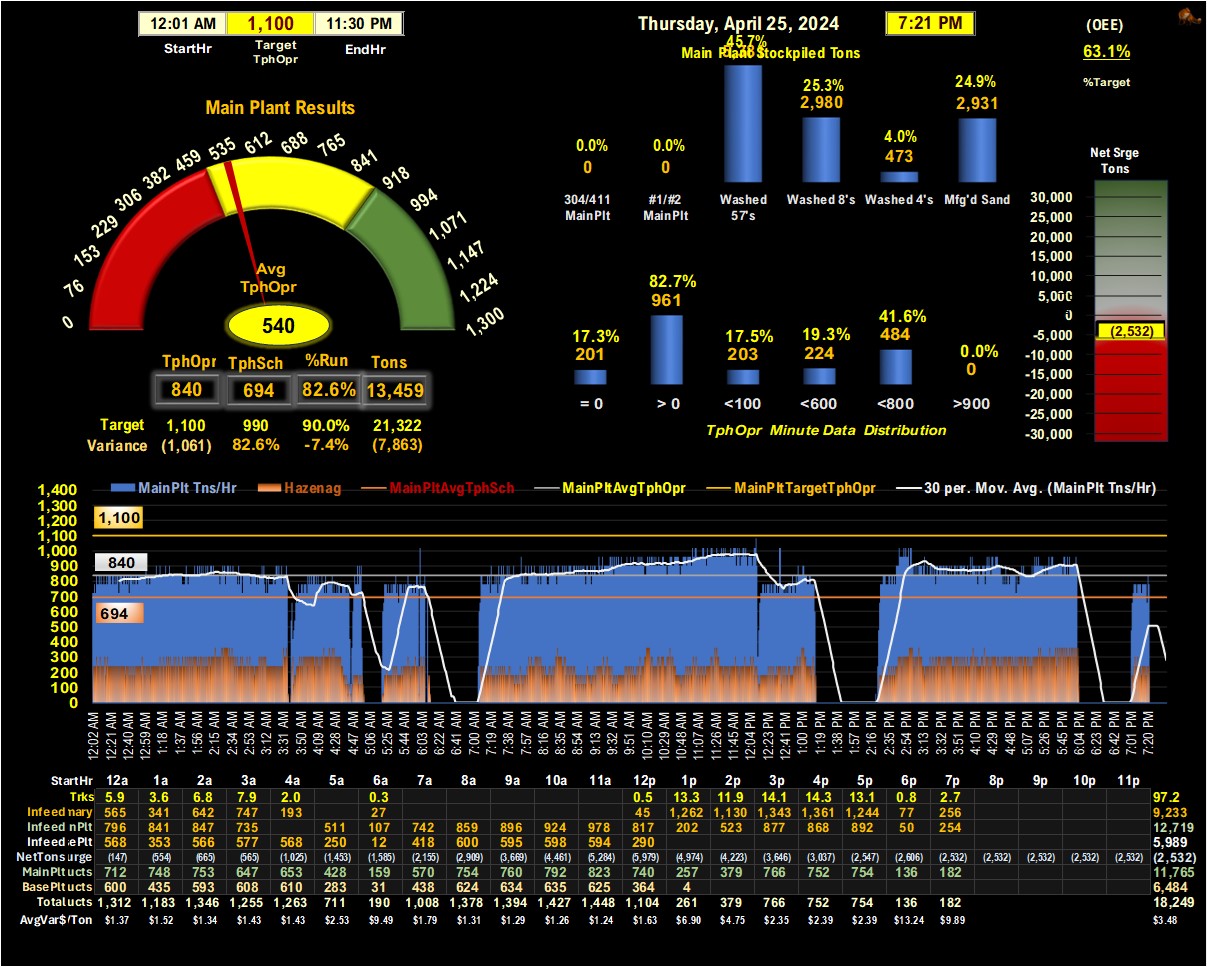 12:01 AM 1,100 11:30 PM
StartHr Target TphOpr EndHr
Thursday, April 25, 2024 7:21 PM
(OEE)
63.1%
%Target
Main Plant Stockpiled Tons
45.7%
25.3% 24.9%
2,980 2,931
0.0% 0.0% 4.0%
0 0 473
304/411 #1/#2 Washed Washed 8's Washed 4's Mfg'd Sand
MainPlt MainPlt 57's
Main Plant Results
0 76 153 229 306 382 459 535 612 688 765 841 918 994 1,071 1,147 1,224 1,300
Avg
TphOpr
540
TphOpr TphSch %Run Tons
840 694 82.6% 13,459
Target 1,100 990 90.0% 21,322
Variance (1,061) 82.6% -7.4% (7,863)
17.3% 82.7% 17.5% 19.3% 41.6% 0.0%
201 961 203 224 484 0
= 0 > 0 <100 <600 <800 >900
TphOpr Minute Data Distribution
Net Srge
Tons
30,000
25,000
20,000
15,000
10,000
5,000
0
-5,000
-10,000
-15,000
-20,000
-25,000
-30,000
(2,532)
MainPlt Tns/Hr Hazenag MainPltAvgTphSch MainPltAvgTphOpr MainPltTargetTphOpr 30 per. Mov. Avg. (MainPlt Tns/Hr)
1,400
1,300
1,200
1,100
1,000
900
800
700
600
500
400
300
200
100
0
1,100
840
694
12:02 AM 12:21 AM 12:40 AM 12:59 AM 1:18 AM 1:37 AM 1:56 AM 2:15 AM 2:34 AM 2:53 AM 3:12 AM 3:31 AM 3:50 AM 4:09 AM 4:28 AM 4:47 AM 5:06 AM 5:25 AM 5:44 AM 6:03 AM 6:22 AM 6:41 AM 7:00 AM 7:19 AM 7:38 AM 7:57 AM 8:16 AM 8:35 AM 8:54 AM 9:13 AM 9:32 AM 9:51 AM 10:10 AM 10:29 AM 10:48 AM 11:07 AM 11:26 AM 11:45 AM 12:04 PM 12:23 PM 12:41 PM 1:00 PM 1:19 PM 1:38 PM 1:57 PM 2:16 PM 2:35 PM 2:54 PM 3:13 PM 3:32 PM 3:51 PM 4:10 PM 4:29 PM 4:48 PM 5:07 PM 5:26 PM 5:45 PM 6:04 PM 6:23 PM 6:42 PM 7:01 PM 7:20 PM
StartHr 12a 1a 2a 3a 4a 5a 6a 7a 8a 9a 10a 11a 12p 1p 2p 3p 4p 5p 6p 7p 8p 9p 10p 11p
Trks 5.9 3.6 6.8 7.9 2.0 0.3 0.5 13.3 11.9 14.1 14.3 13.1 0.8 2.7 97.2
Infeed mary 565 341 642 747 193 27 45 1,262 1,130 1,343 1,361 1,244 77 256 9,233
Infeed nPlt 796 841 847 735 511 107 742 859 896 924 978 817 202 523 877 868 892 50 254 12,719
Infeed ePlt 568 353 566 577 568 250 12 418 600 595 598 594 290 5,989
NetTons urge (147) (554) (665) (565) (1,025) (1,453) (1,585) (2,155) (2,909) (3,669) (4,461) (5,284) (5,979) (4,974) (4,223) (3,646) (3,037) (2,547) (2,606) (2,532) (2,532) (2,532) (2,532) (2,532) (2,532)
MainPlt ucts 712 748 753 647 653 428 159 570 754 760 792 823 740 257 379 766 752 754 136 182 11,765
BasePlt ucts 600 435 593 608 610 283 31 438 624 634 635 625 364 4 6,484
Total ucts 1,312 1,183 1,346 1,255 1,263 711 190 1,008 1,378 1,394 1,427 1,448 1,104 261 379 766 752 754 136 182 18,249
AvgVar$/Ton $1.37 $1.52 $1.34 $1.43 $1.43 $2.53 $9.49 $1.79 $1.31 $1.29 $1.26 $1.24 $1.63 $6.90 $4.75 $2.35 $2.39 $2.39 $13.24 $9.89 $3.48